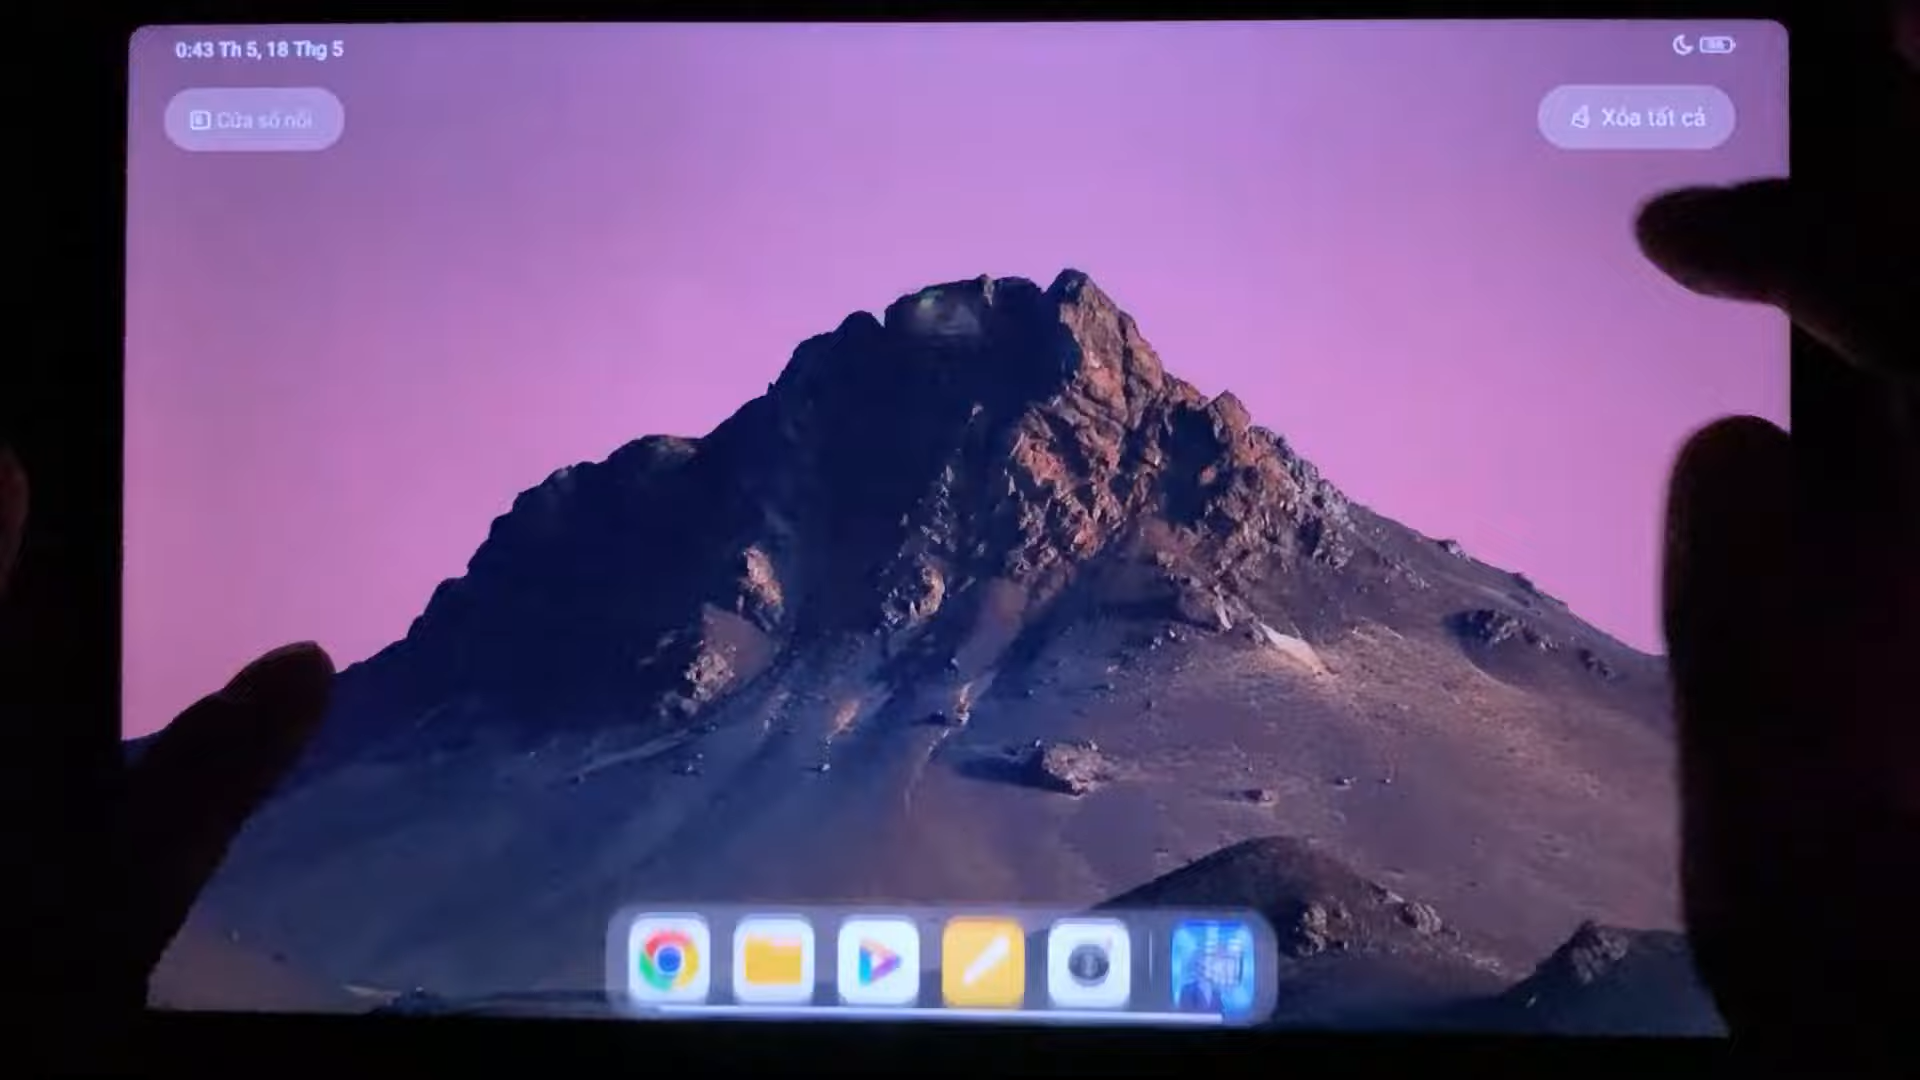 0:43 Th 5, 18 Thg 5
Cửa sổ nổi
Xóa tất cả